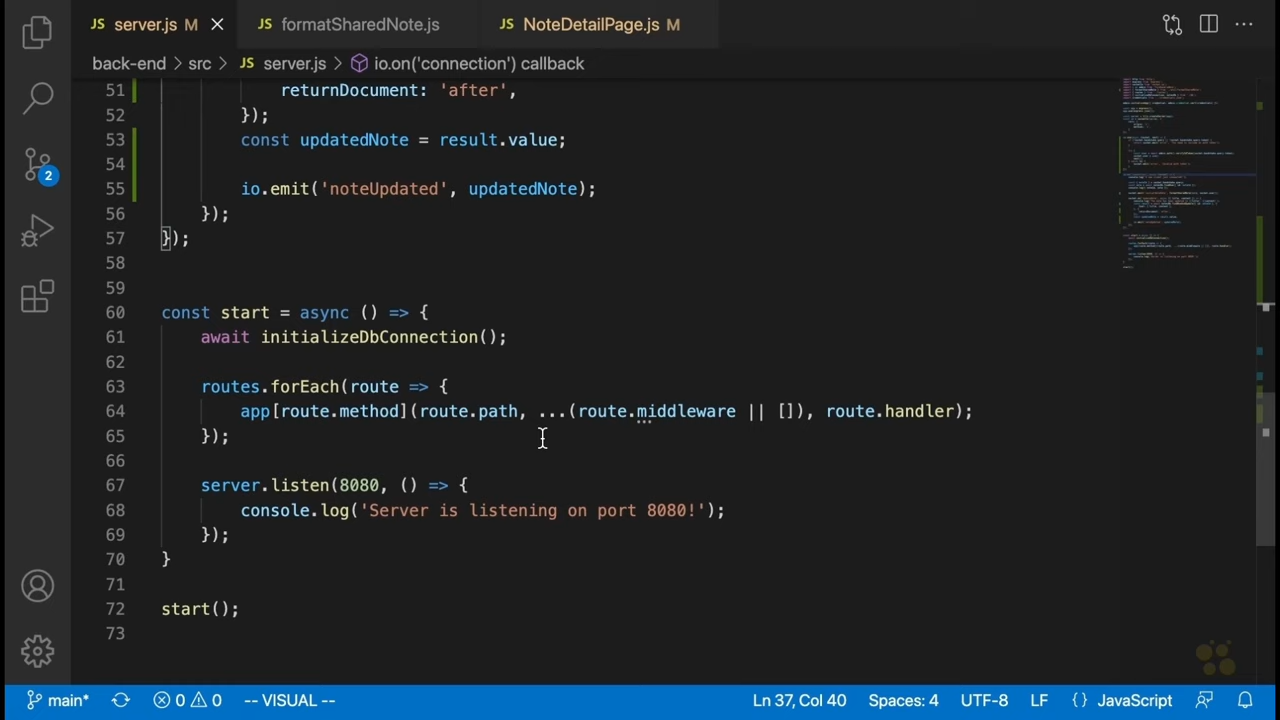 JS server.js M
JS formatSharedNote.js
JS NoteDetailPage.js M
back-end > src > JS server.js > io.on('connection') callback
51 returnDocument: 'after',
52 });
53 const updatedNote = result.value;
54
55 io.emit('noteUpdated', updatedNote);
56 });
57 });
58
59
60 const start = async () => {
61 await initializeDbConnection();
62
63 routes.forEach(route => {
64 app[route.method](route.path, ...(route.middleware || []), route.handler);
65 });
66
67 server.listen(8080, () => {
68 console.log('Server is listening on port 8080!');
69 });
70 }
71
72 start();
73
2
main* 0 0 -- VISUAL -- Ln 37, Col 40 Spaces: 4 UTF-8 LF {} JavaScript